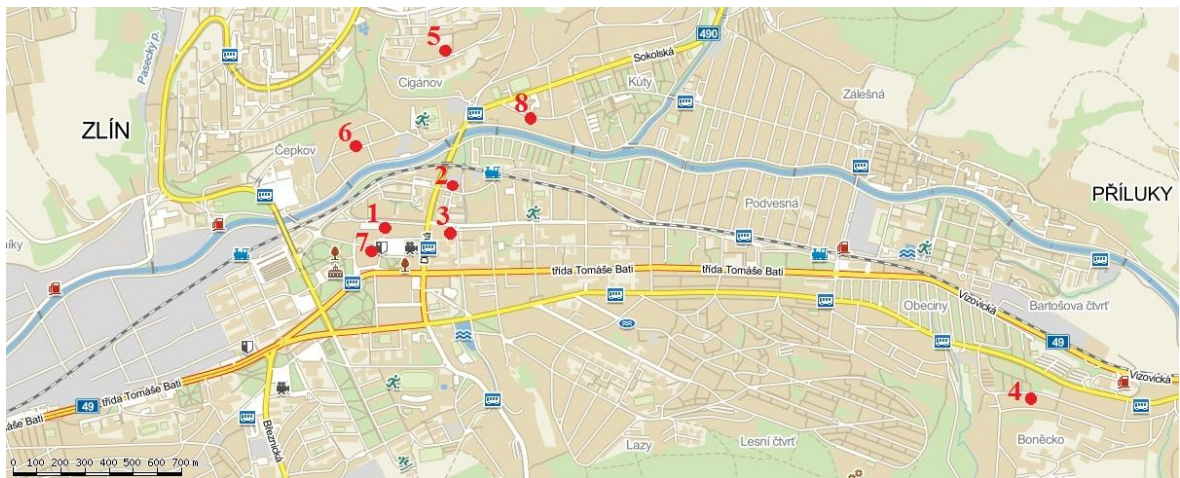 5
490
Sokolská
Pasecký p.
Cigánov
Kúty
8
Zálešná
ZLÍN
6
Čepkov
2
PŘÍLUKY
Podvesná
1
3
7
třída Tomáše Bati
třída Tomáše Bati
Obeciny
Vizovická
Bartošova čtvrť
49
Vizovická
4
49
třída Tomáše Bati
Březnická
Lazy
Lesní čtvrť
Boněcko
0 100 200 300 400 500 600 700 m